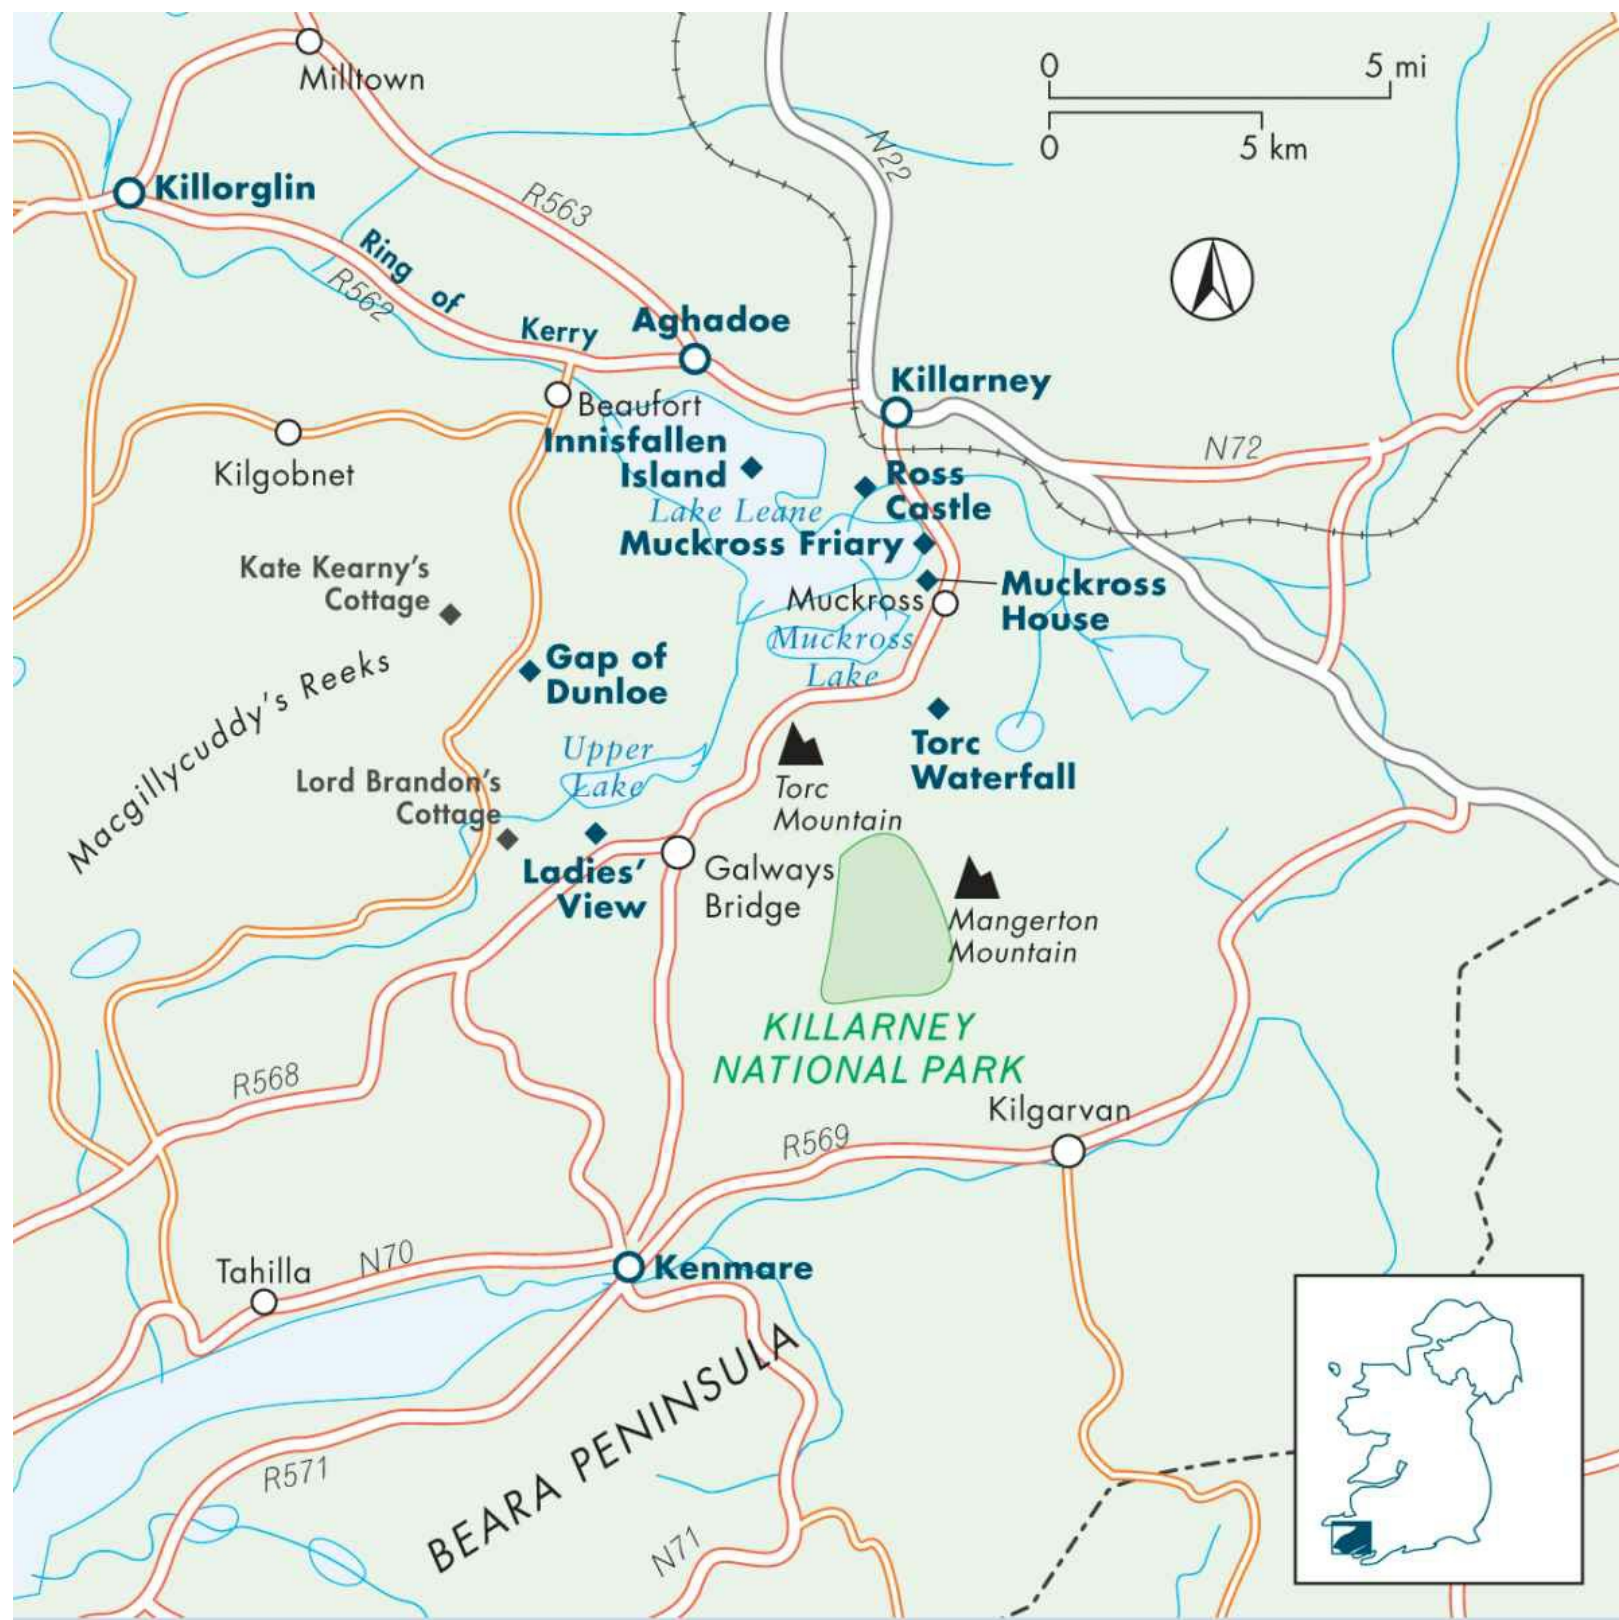 Milltown
0
5 mi
0
5 km
N22
Killorglin
R563
Ring of
Kerry
R562
Aghadoe
Killarney
Beaufort
N72
Kilgobnet
Innisfallen
Island
Lake Leane
Ross
Castle
Muckross Friary
Kate Kearny's
Cottage
Muckross
House
Muckross
Muckross
Lake
Gap of
Dunloe
Macgillycuddy's Reeks
Torc
Waterfall
Upper
Lake
Torc
Mountain
Lord Brandon's
Cottage
Ladies'
View
Galways
Bridge
Mangerton
Mountain
KILLARNEY
NATIONAL PARK
R568
Kilgarvan
R569
Tahilla
N70
Kenmare
BEARA PENINSULA
R571
N71